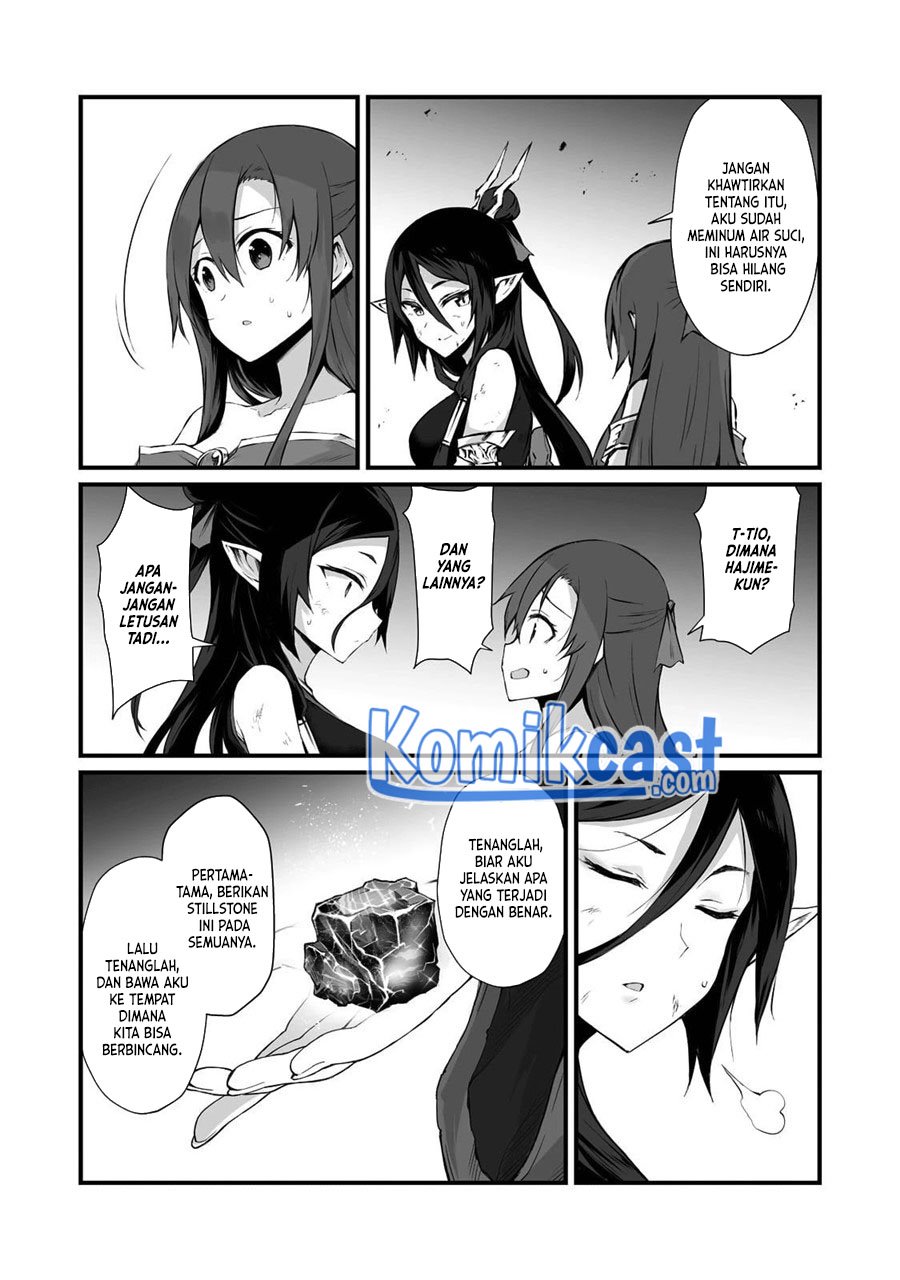 JANGAN
KHAWTIRKAN
TENTANG ITU,
AKU SUDAH
MEMINUM AIR SUCI,
INI HARUSNYA
BISA HILANG
SENDIRI.
T-TIO,
DIMANA
HAJIME-
KUN?
DAN
YANG
LAINNYA?
APA
JANGAN-
JANGAN
LETUSAN
TADI...
Komikcast
.com
TENANGLAH,
BIAR AKU
JELASKAN APA
YANG TERJADI
DENGAN BENAR.
PERTAMA-
TAMA, BERIKAN
STILLSTONE
INI PADA
SEMUANYA.
LALU
TENANGLAH,
DAN BAWA AKU
KE TEMPAT
DIMANA
KITA BISA
BERBINCANG.